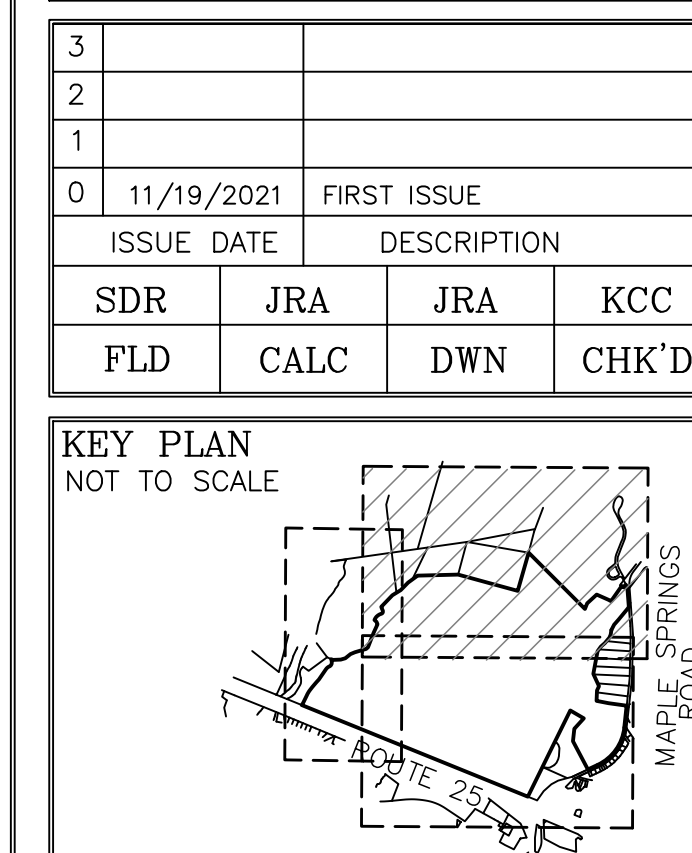 3
2
1
0 11/19/2021 FIRST ISSUE
ISSUE DATE DESCRIPTION
SDR JRA JRA KCC
FLD CALC DWN CHK'D
KEY PLAN
NOT TO SCALE
MAPLE SPRINGS
ROAD
ROUTE 25